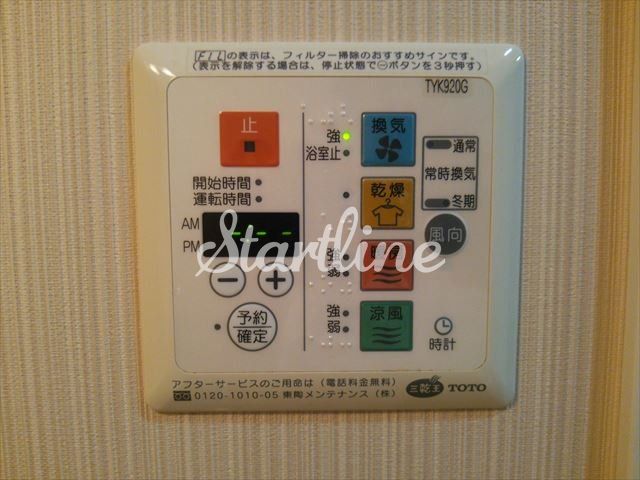 FILの表示は、フィルター掃除のおすすめサインです。
(表示を解除する場合は、停止状態で⊖ボタンを3秒押す)
TYK920G
止
強
浴室止
換気
通常
常時換気
冬期
開始時間
運転時間
乾燥
AM
PM
風向
Startline
強
弱
暖房
予約
確定
強
弱
涼風
時計
アフターサービスのご用命は(電話料金無料)
0120-1010-05 東陶メンテナンス(株)
三乾王 TOTO